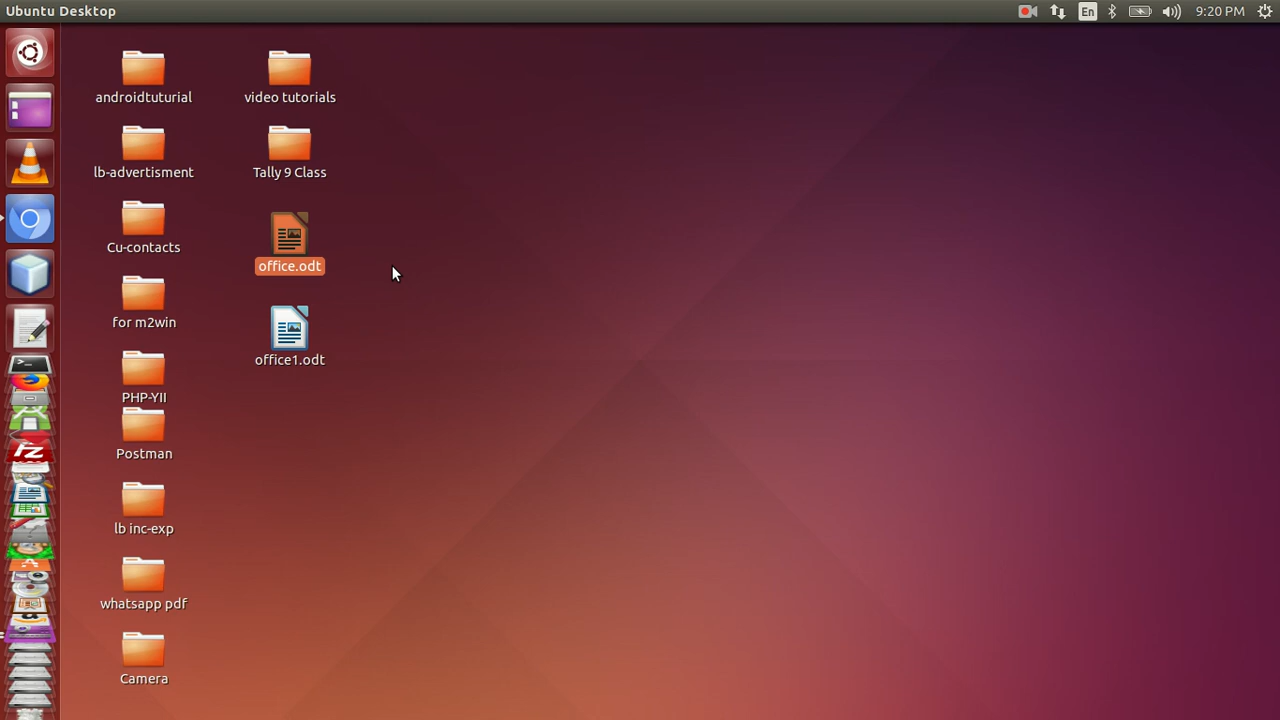 Ubuntu Desktop
En
9:20 PM
androidtuturial
video tutorials
lb-advertisment
Tally 9 Class
Cu-contacts
office.odt
for m2win
office1.odt
PHP-YII
Postman
lb inc-exp
whatsapp pdf
Camera